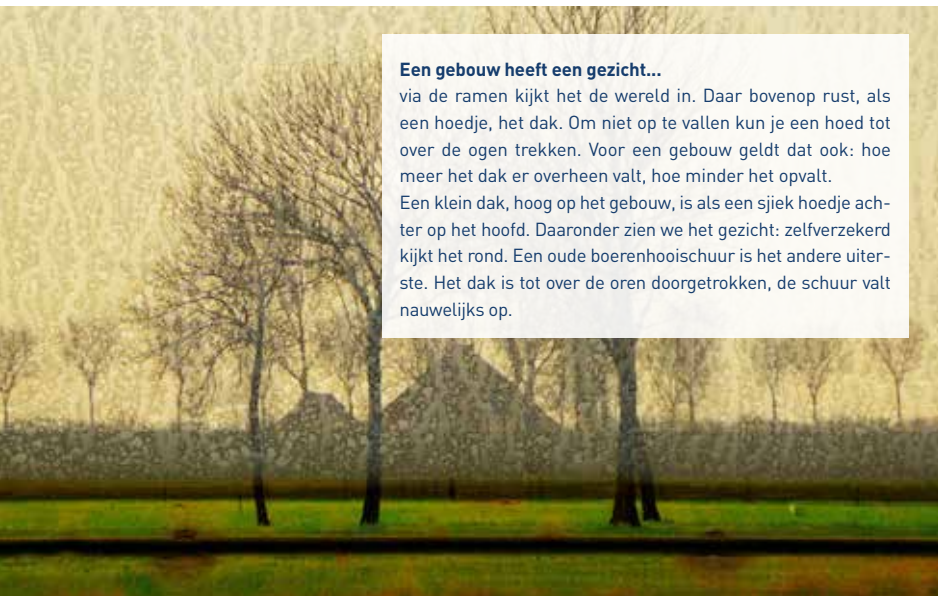 Een gebouw heeft een gezicht...
via de ramen kijkt het de wereld in. Daar bovenop rust, als
een hoedje, het dak. Om niet op te vallen kun je een hoed tot
over de ogen trekken. Voor een gebouw geldt dat ook: hoe
meer het dak er overheen valt, hoe minder het opvalt.
Een klein dak, hoog op het gebouw, is als een sjiek hoedje ach-
ter op het hoofd. Daaronder zien we het gezicht: zelfverzekerd
kijkt het rond. Een oude boerenhooischuur is het andere uiter-
ste. Het dak is tot over de oren doorgetrokken, de schuur valt
nauwelijks op.